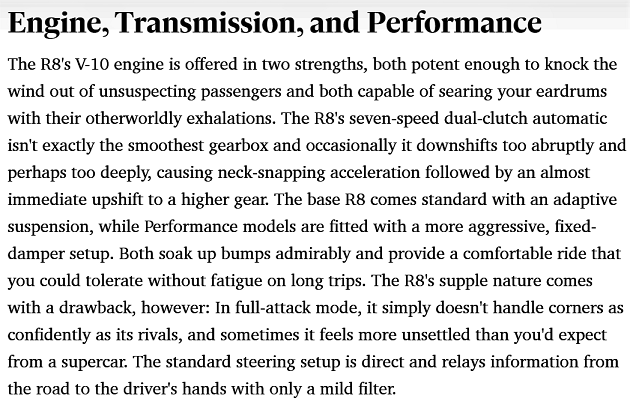 Engine, Transmission, and Performance
The R8's V-10 engine is offered in two strengths, both potent enough to knock the
wind out of unsuspecting passengers and both capable of searing your eardrums
with their otherworldly exhalations. The R8's seven-speed dual-clutch automatic
isn't exactly the smoothest gearbox and occasionally it downshifts too abruptly and
perhaps too deeply, causing neck-snapping acceleration followed by an almost
immediate upshift to a higher gear. The base R8 comes standard with an adaptive
suspension, while Performance models are fitted with a more aggressive, fixed-
damper setup. Both soak up bumps admirably and provide a comfortable ride that
you could tolerate without fatigue on long trips. The R8's supple nature comes
with a drawback, however: In full-attack mode, it simply doesn't handle corners as
confidently as its rivals, and sometimes it feels more unsettled than you'd expect
from a supercar. The standard steering setup is direct and relays information from
the road to the driver's hands with only a mild filter.